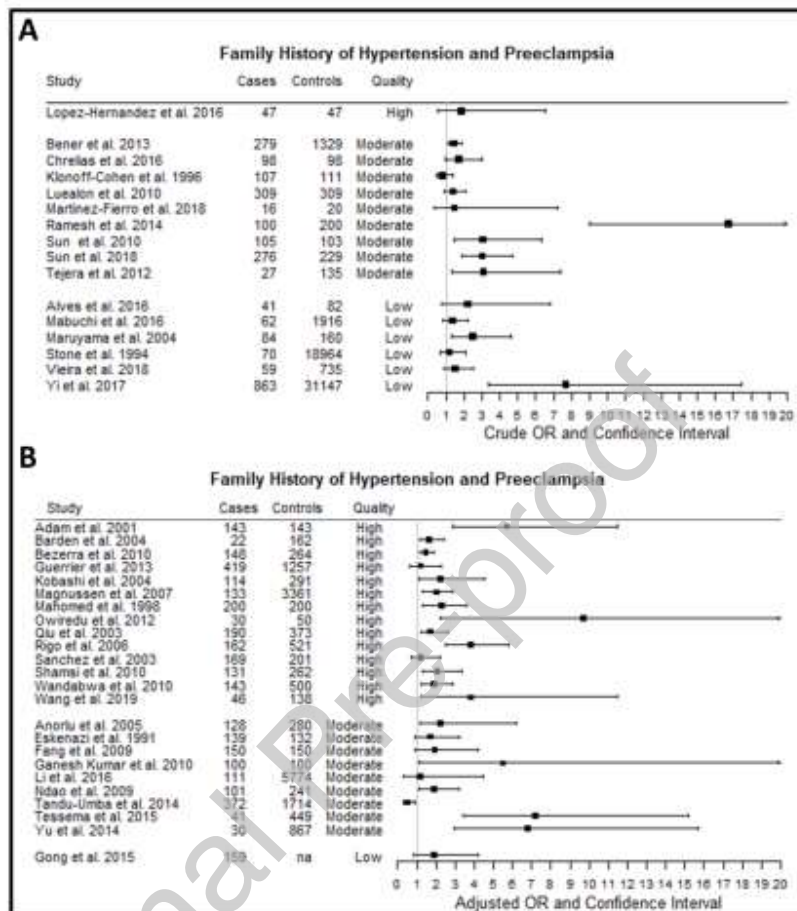 A
Family History of Hypertension and Preeclampsia
Study Cases Controls Quality
Lopez-Hernandez et al. 2016 47 47 High
Bener et al. 2013 279 1329 Moderate
Chrelias et al. 2016 98 98 Moderate
Klonoff-Cohen et al. 1996 107 111 Moderate
Luealon et al. 2010 309 309 Moderate
Martinez-Fierro et al. 2018 16 20 Moderate
Ramesh et al. 2014 100 200 Moderate
Sun et al. 2010 105 103 Moderate
Sun et al. 2018 276 229 Moderate
Tejera et al. 2012 27 135 Moderate
Alves et al. 2016 41 82 Low
Mabuchi et al. 2016 62 1916 Low
Maruyama et al. 2004 84 160 Low
Stone et al. 1994 70 18964 Low
Vieira et al. 2018 59 735 Low
Yi et al. 2017 863 31147 Low
0 1 2 3 4 5 6 7 8 9 10 11 12 13 14 15 16 17 18 19 20
Crude OR and Confidence Interval
B
Family History of Hypertension and Preeclampsia
Study Cases Controls Quality
Adam et al. 2001 143 143 High
Barden et al. 2004 22 162 High
Bezerra et al. 2010 148 264 High
Guerrier et al. 2013 419 1257 High
Kobashi et al. 2004 114 291 High
Magnussen et al. 2007 133 3361 High
Mahomed et al. 1998 200 200 High
Owiredu et al. 2012 30 50 High
Qiu et al. 2003 190 373 High
Rigo et al. 2006 162 521 High
Sanchez et al. 2003 169 201 High
Shamsi et al. 2010 131 262 High
Wandabwa et al. 2010 143 500 High
Wang et al. 2019 46 138 High
Anorlu et al. 2005 128 280 Moderate
Eskenazi et al. 1991 139 132 Moderate
Fang et al. 2009 150 150 Moderate
Ganesh Kumar et al. 2010 100 100 Moderate
Li et al. 2016 111 5774 Moderate
Ndao et al. 2009 101 241 Moderate
Tandu-Umba et al. 2014 372 1714 Moderate
Tessema et al. 2015 41 449 Moderate
Yu et al. 2014 30 867 Moderate
Gong et al. 2015 159 na Low
0 1 2 3 4 5 6 7 8 9 10 11 12 13 14 15 16 17 18 19 20
Adjusted OR and Confidence Interval
nal Pre-proof